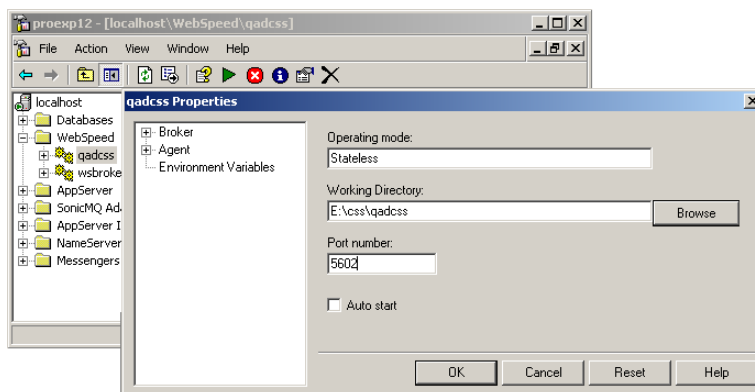 proexp12 - [localhost\WebSpeed\qadcss]
File Action View Window Help
localhost
Databases
WebSpeed
qadcss
wsbroke
AppServer
SonicMQ Ad
AppServer I
NameServer
Messengers
qadcss Properties
Broker
Agent
Environment Variables
Operating mode:
Stateless
Working Directory:
E:\css\qadcss
Browse
Port number:
5602
Auto start
OK Cancel Reset Help